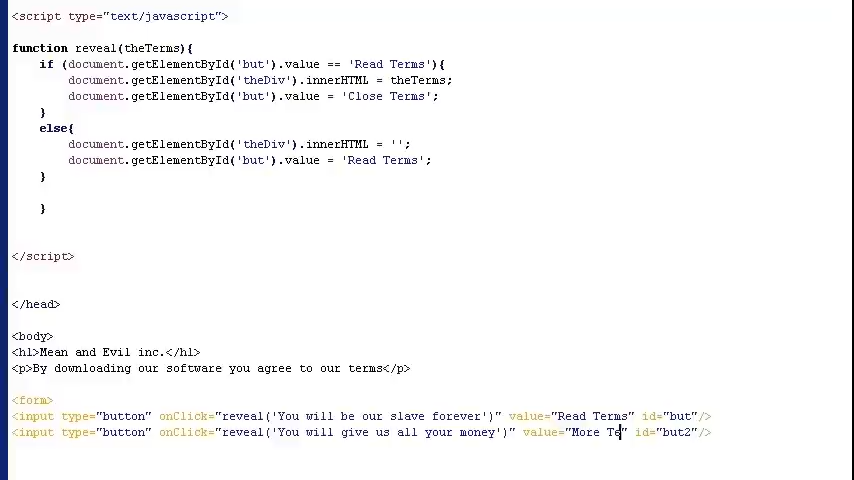 <script type="text/javascript">
function reveal(theTerms){
if (document.getElementById('but').value == 'Read Terms'){
document.getElementById('theDiv').innerHTML = theTerms;
document.getElementById('but').value = 'Close Terms';
}
else{
document.getElementById('theDiv').innerHTML = '';
document.getElementById('but').value = 'Read Terms';
}
}
</script>
</head>
<body>
<h1>Mean and Evil inc.</h1>
<p>By downloading our software you agree to our terms</p>
<form>
<input type="button" onClick="reveal('You will be our slave forever')" value="Read Terms" id="but"/>
<input type="button" onClick="reveal('You will give us all your money')" value="More Te" id="but2"/>